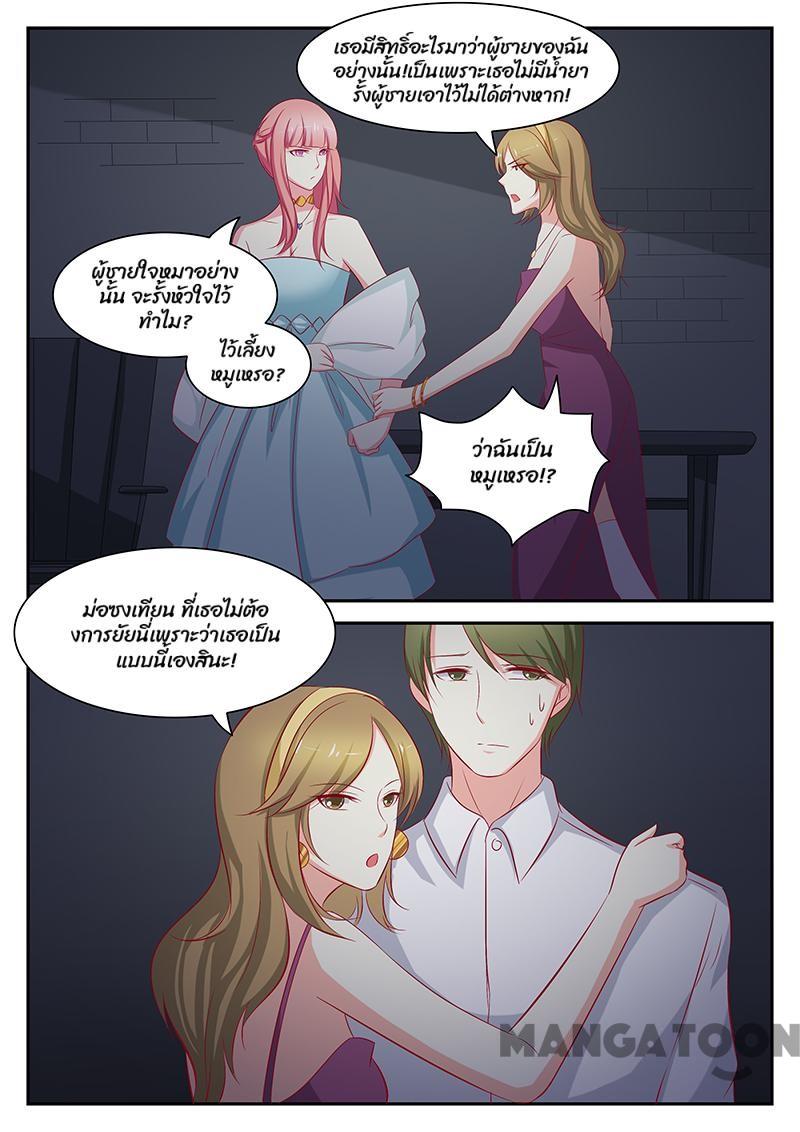 เธอมีสิทธิ์อะไรมาว่าผู้ชายของฉัน
อย่างนั้น!เป็นเพราะเธอไม่มีน้ำยา
รั้งผู้ชายเอาไว้ไม่ได้ต่างหาก!
ผู้ชายใจหมาอย่าง
นั้น จะรั้งหัวใจไว้
ทำไม?
ไว้เลี้ยง
หมูเหรอ?
ว่าฉันเป็น
หมูเหรอ!?
ม่อซงเทียน ที่เธอไม่ต้อ
งการยัยนี่เพราะว่าเธอเป็น
แบบนี้เองสินะ!
MANGATOON